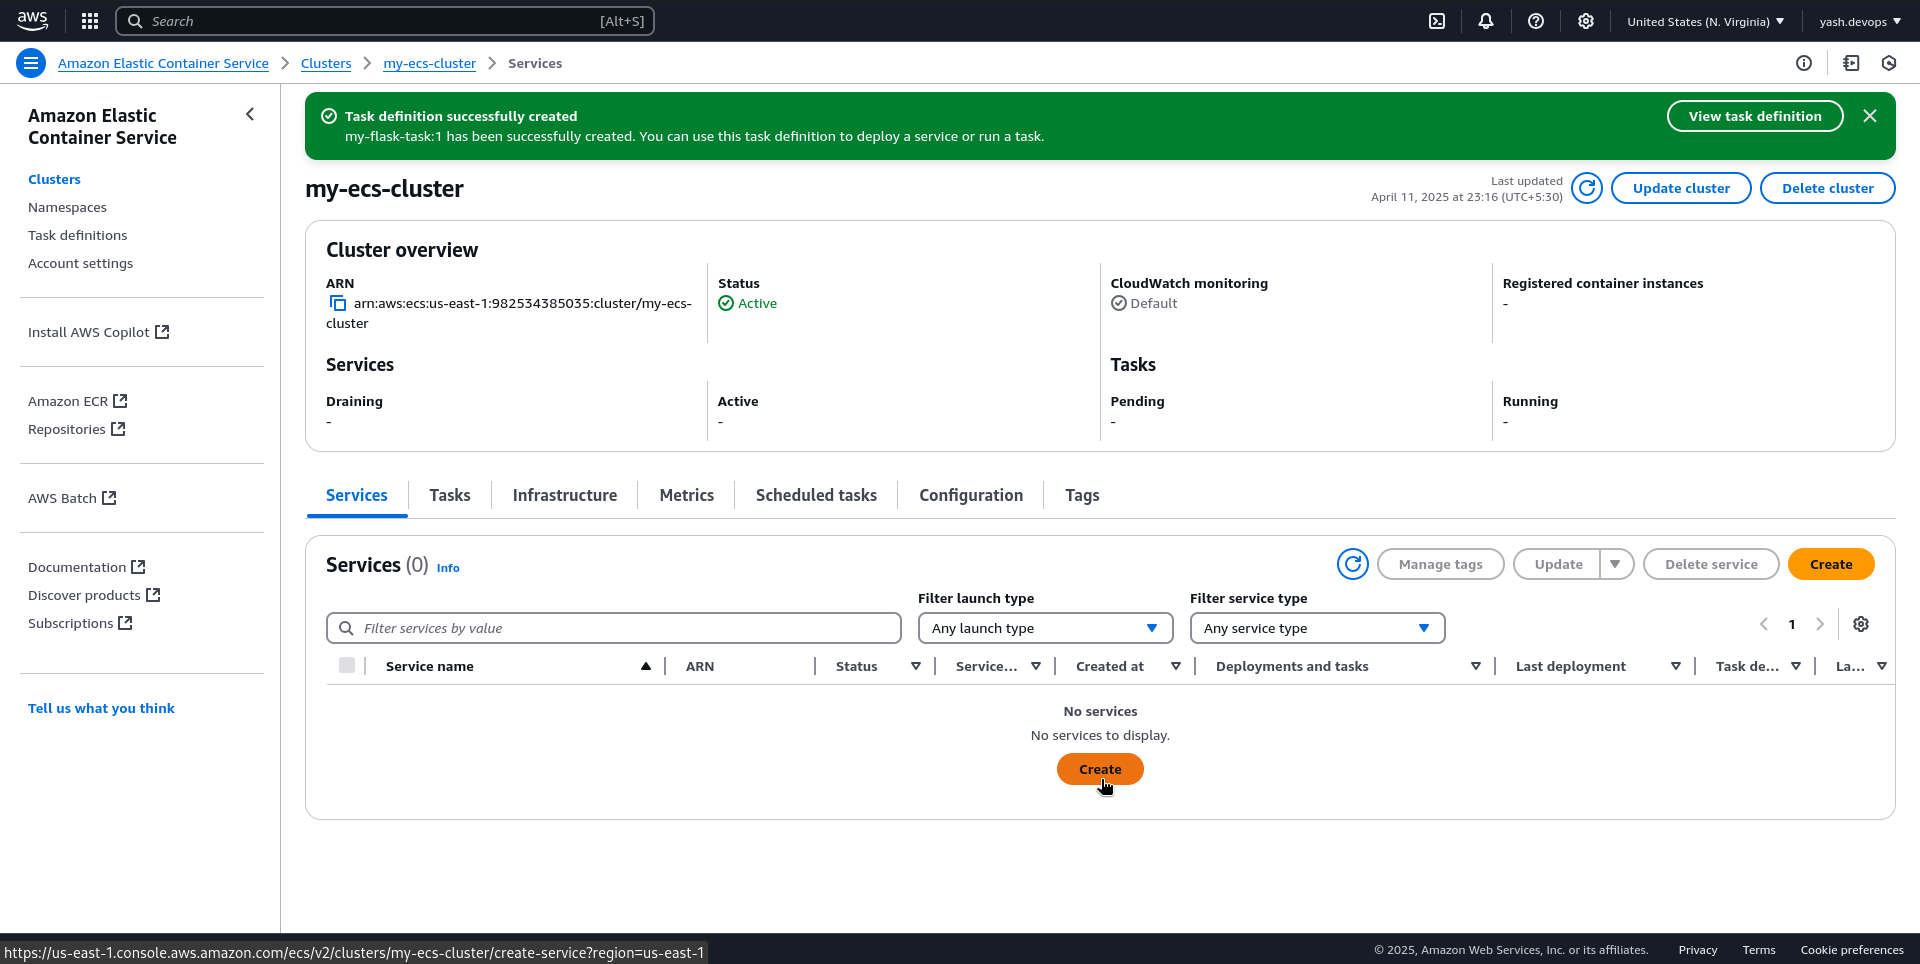 aws
Search
[Alt+S]
United States (N. Virginia)
yash.devops
Amazon Elastic Container Service
Clusters
my-ecs-cluster
Services
Amazon Elastic
Container Service
Clusters
Namespaces
Task definitions
Account settings
Install AWS Copilot
Amazon ECR
Repositories
AWS Batch
Documentation
Discover products
Subscriptions
Tell us what you think
Task definition successfully created
my-flask-task:1 has been successfully created. You can use this task definition to deploy a service or run a task.
View task definition
my-ecs-cluster
Last updated
April 11, 2025 at 23:16 (UTC+5:30)
Update cluster
Delete cluster
Cluster overview
ARN
arn:aws:ecs:us-east-1:982534385035:cluster/my-ecs-
cluster
Status
Active
CloudWatch monitoring
Default
Registered container instances
-
Services
Tasks
Draining
-
Active
-
Pending
-
Running
-
Services
Tasks
Infrastructure
Metrics
Scheduled tasks
Configuration
Tags
Services (0) Info
Manage tags
Update
Delete service
Create
Filter launch type
Filter service type
Filter services by value
Any launch type
Any service type
1
Service name
ARN
Status
Service...
Created at
Deployments and tasks
Last deployment
Task de...
La...
No services
No services to display.
Create
https://us-east-1.console.aws.amazon.com/ecs/v2/clusters/my-ecs-cluster/create-service?region=us-east-1
© 2025, Amazon Web Services, Inc. or its affiliates.
Privacy
Terms
Cookie preferences